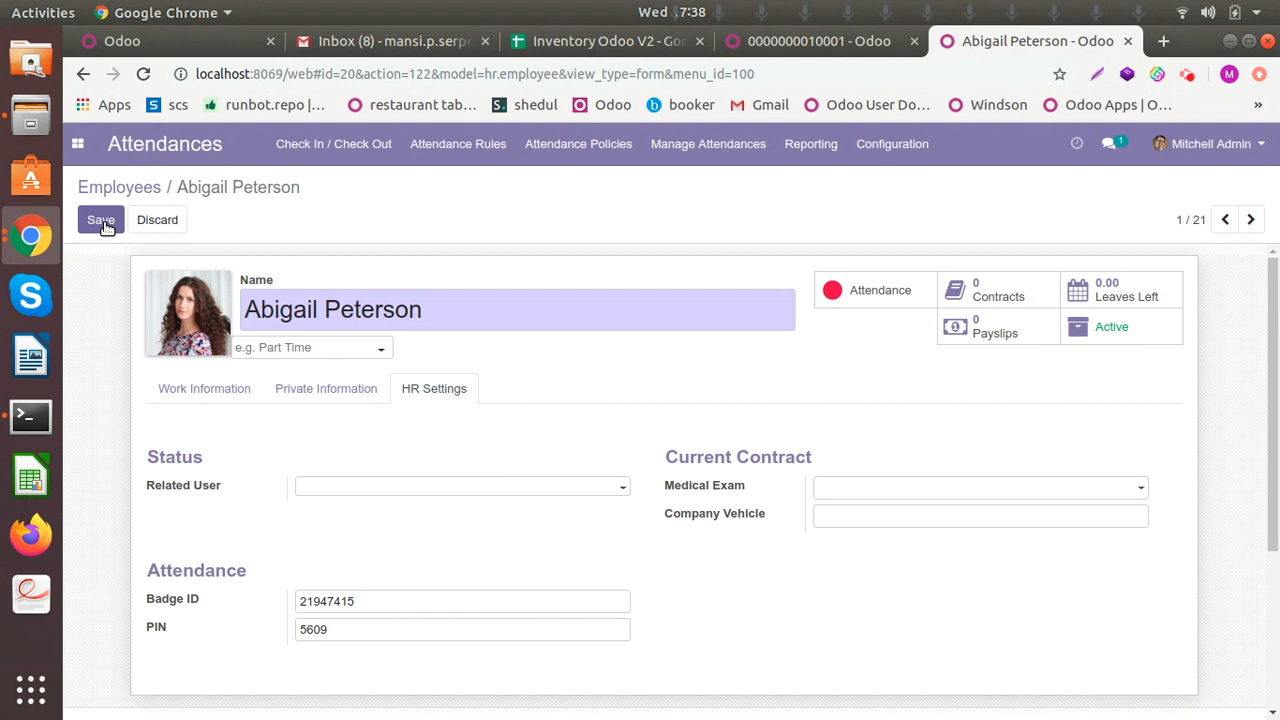 Activities Google Chrome Wed 17:38
Odoo Inbox (8) - mansi.p.serpe Inventory Odoo V2 - Goo 0000000010001 - Odoo Abigail Peterson - Odoo
localhost:8069/web#id=20&action=122&model=hr.employee&view_type=form&menu_id=100 M
Apps scs runbot.repo |… restaurant tab… shedul Odoo booker Gmail Odoo User Do… Windson Odoo Apps | O… »
Attendances Check In / Check Out Attendance Rules Attendance Policies Manage Attendances Reporting Configuration 1 Mitchell Admin
Employees / Abigail Peterson
Save Discard 1 / 21
Name
Abigail Peterson
e.g. Part Time
Attendance
0
Contracts
0.00
Leaves Left
0
Payslips
Active
Work Information Private Information HR Settings
Status
Related User
Current Contract
Medical Exam
Company Vehicle
Attendance
Badge ID 21947415
PIN 5609